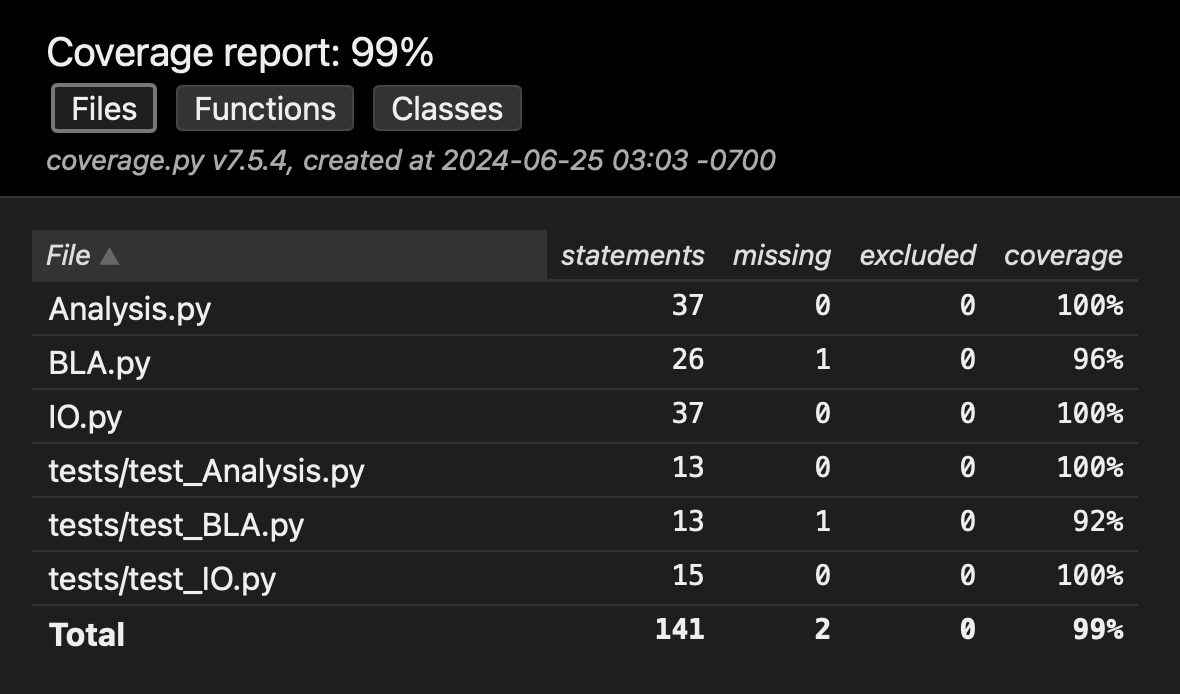 Coverage report: 99%
Files Functions Classes
coverage.py v7.5.4, created at 2024-06-25 03:03 -0700
File ▲ statements missing excluded coverage
Analysis.py 37 0 0 100%
BLA.py 26 1 0 96%
IO.py 37 0 0 100%
tests/test_Analysis.py 13 0 0 100%
tests/test_BLA.py 13 1 0 92%
tests/test_IO.py 15 0 0 100%
Total 141 2 0 99%